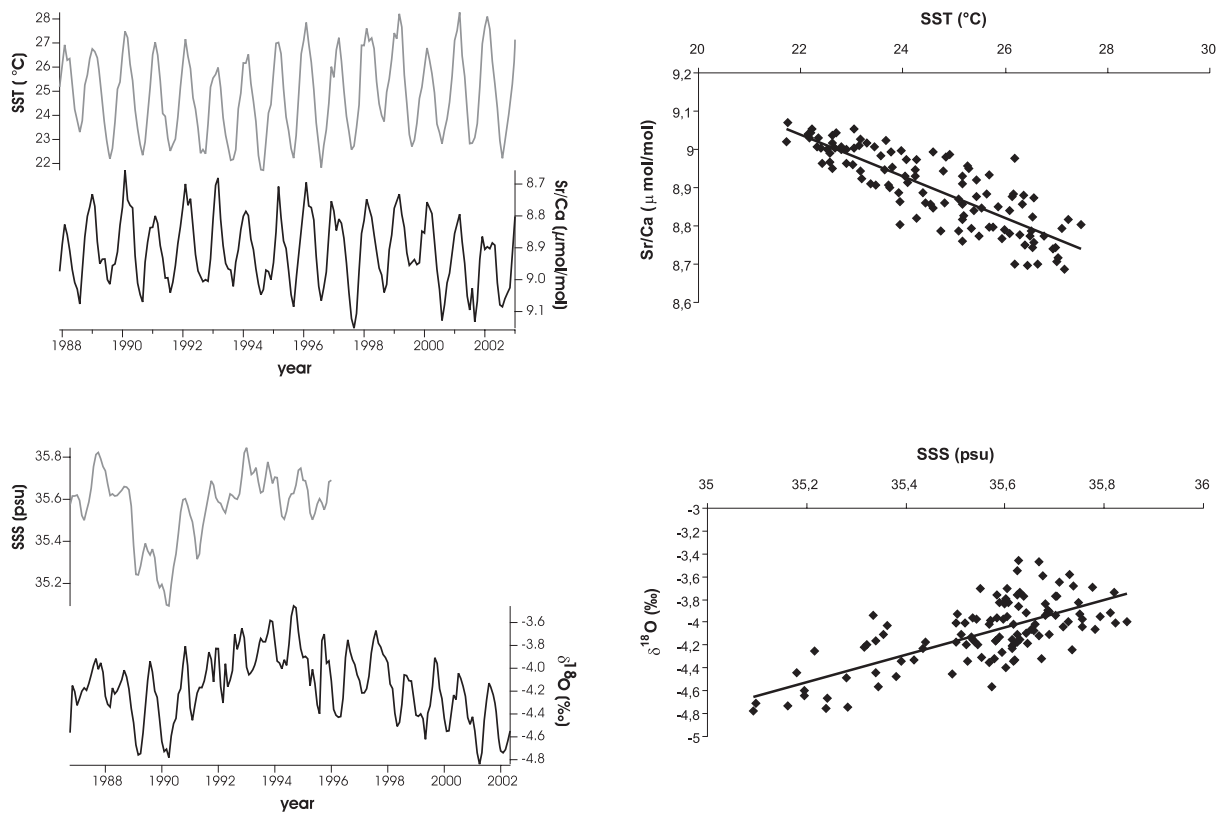 28
27
26
25
24
23
22
SST ( °C)
8.7
8.8
8.9
9.0
9.1
Sr/Ca (μmol/mol)
1988 1990 1992 1994 1996 1998 2000 2002
year
SST (°C)
20 22 24 26 28 30
9,2
9,1
9
8,9
8,8
8,7
8,6
Sr/Ca ( μ mol/mol)
35.8
35.6
35.4
35.2
SSS (psu)
-3.6
-3.8
-4.0
-4.2
-4.4
-4.6
-4.8
δ18O (‰)
1988 1990 1992 1994 1996 1998 2000 2002
year
SSS (psu)
35 35,2 35,4 35,6 35,8 36
-3
-3,2
-3,4
-3,6
-3,8
-4
-4,2
-4,4
-4,6
-4,8
-5
δ18O (‰)